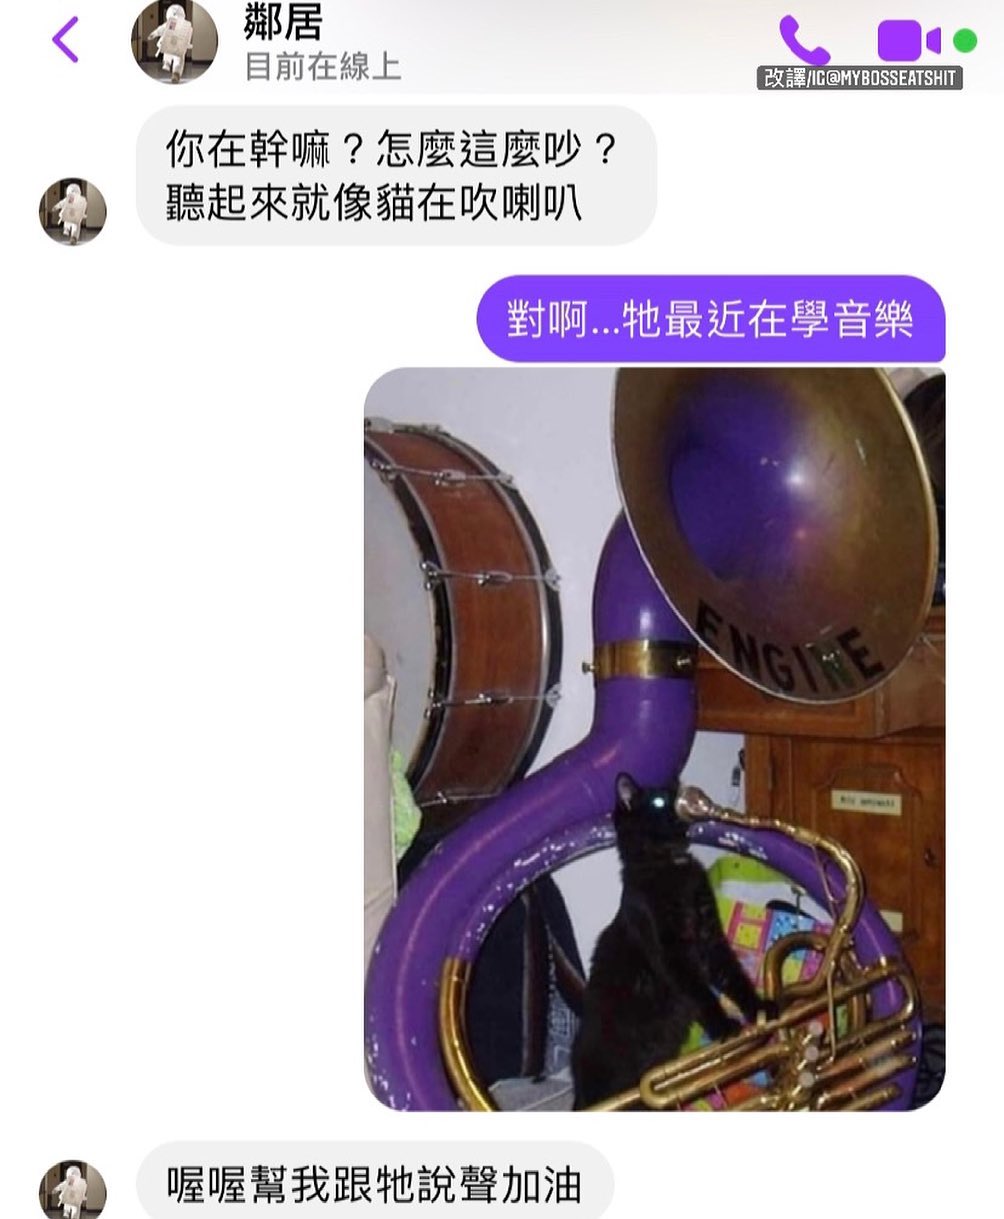 鄰居
目前在線上
改譯/IG@MYBOSSEATSHIT
你在幹嘛？怎麼這麼吵？
聽起來就像貓在吹喇叭
對啊...牠最近在學音樂
ENGINE
喔喔幫我跟牠說聲加油